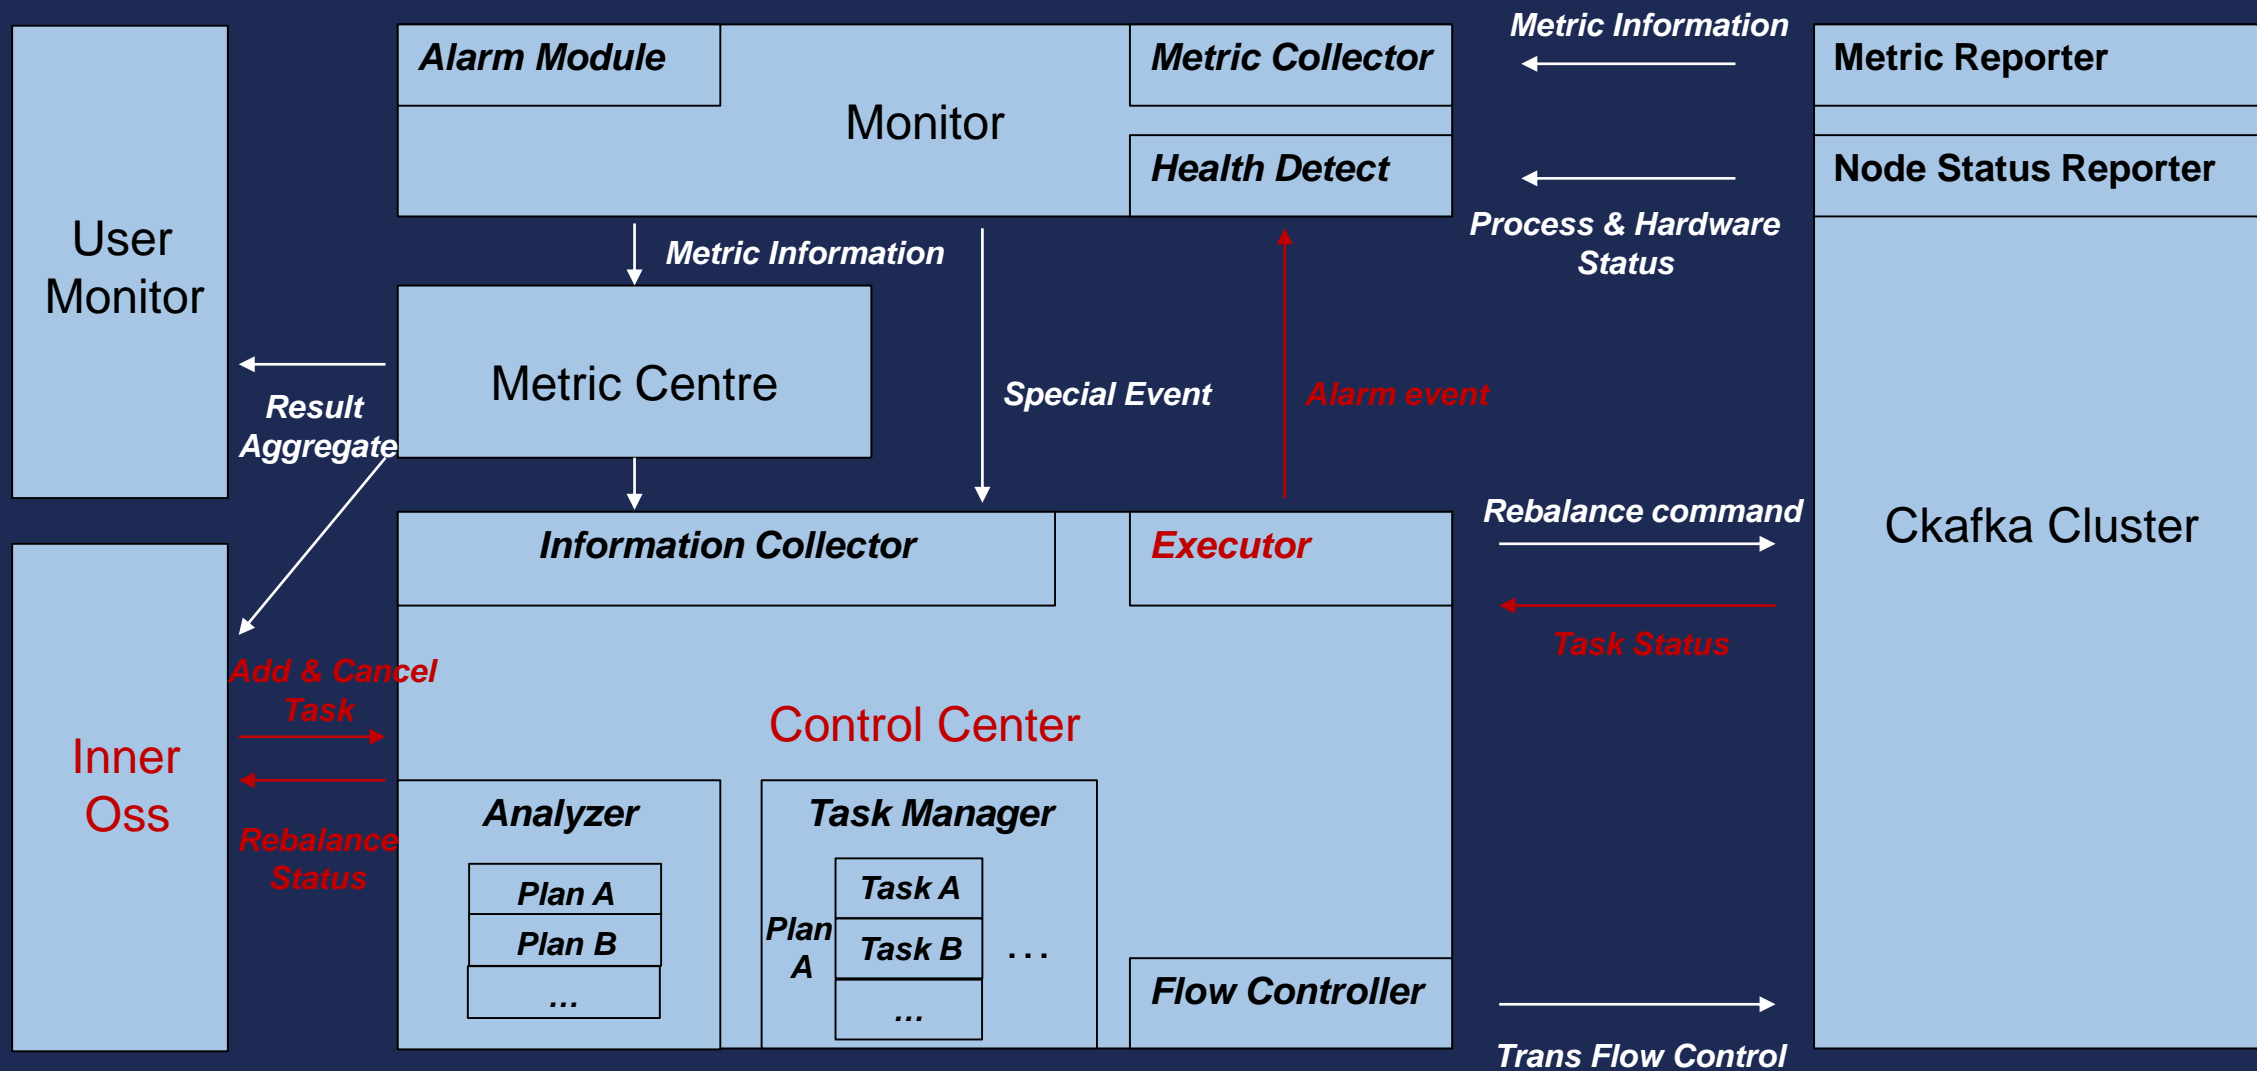 Metric Information
Alarm Module
Metric Collector
Metric Reporter
Monitor
Health Detect
Node Status Reporter
User
Monitor
Process & Hardware
Status
Metric Information
Metric Centre
Result
Aggregate
Special Event
Alarm event
Information Collector
Executor
Rebalance command
Ckafka Cluster
Task Status
Add & Cancel
Task
Control Center
Inner
Oss
Rebalance
Status
Analyzer
Plan A
Plan B
...
Task Manager
Plan
A
Task A
Task B
...
...
Flow Controller
Trans Flow Control